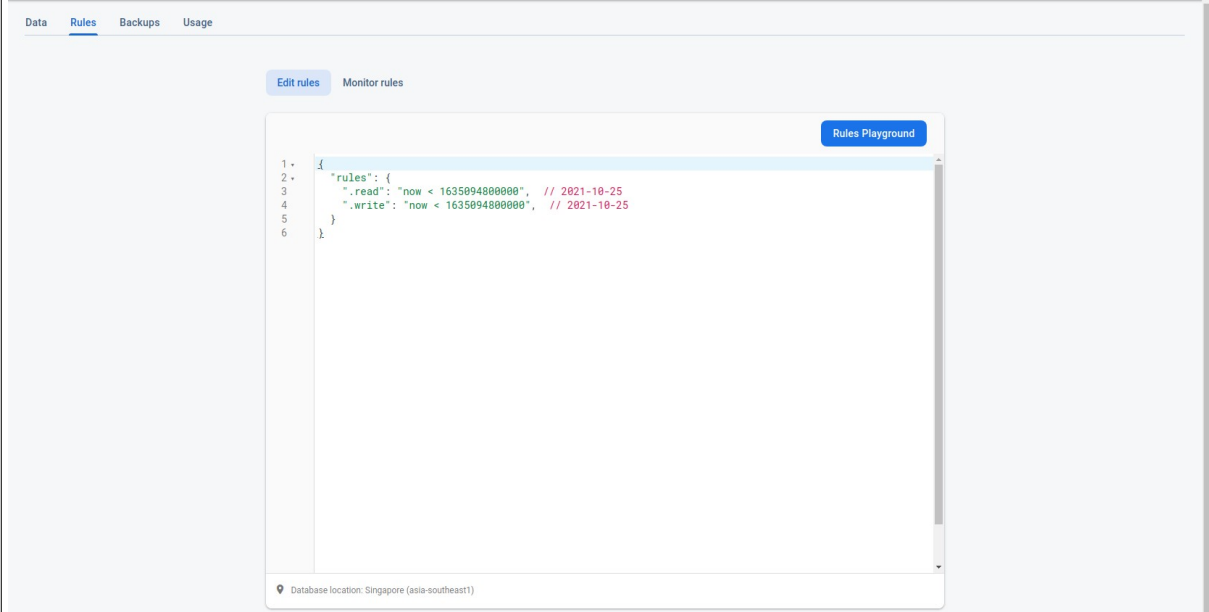 Data Rules Backups Usage
Edit rules Monitor rules
Rules Playground
1 {
2 "rules": {
3 ".read": "now < 1635094800000", // 2021-10-25
4 ".write": "now < 1635094800000", // 2021-10-25
5 }
6 }
Database location: Singapore (asia-southeast1)